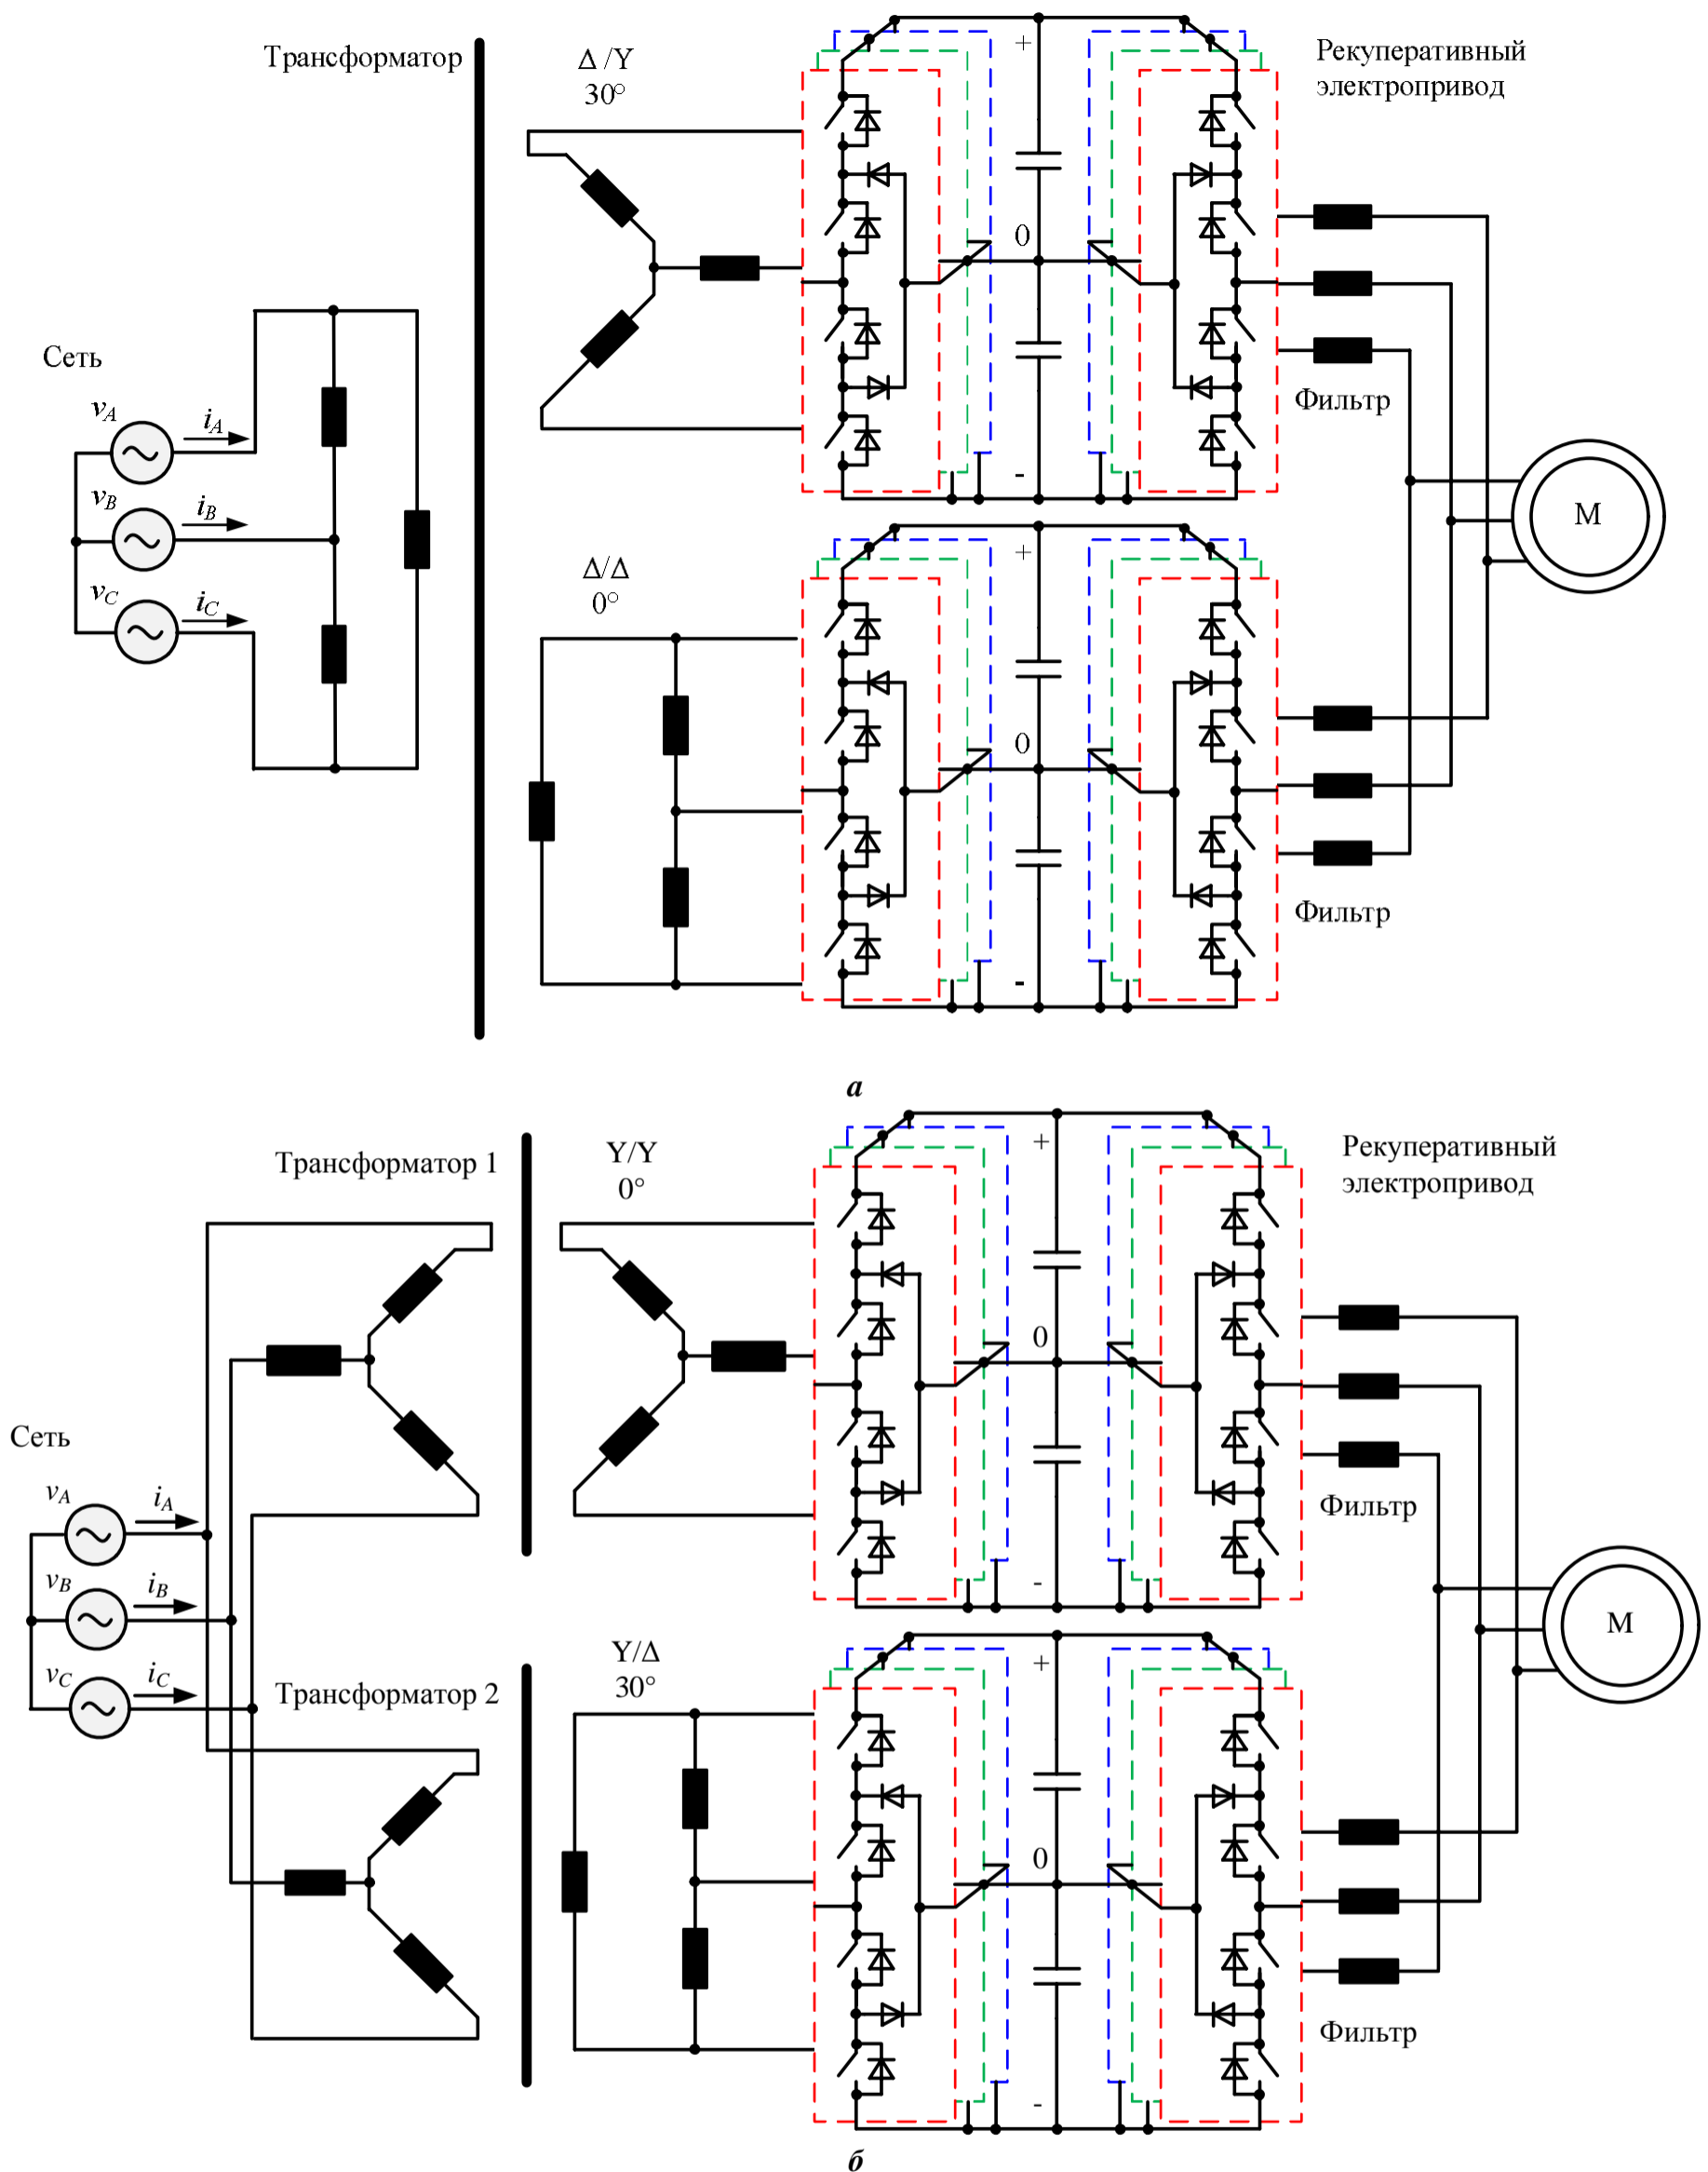 Трансформатор
Δ /Y
30°
Рекуперативный
электропривод
+
0
-
Сеть
vA
iA
vB
iB
vC
iC
Фильтр
M
Δ/Δ
0°
+
0
-
Фильтр
а
Трансформатор 1
Y/Y
0°
Рекуперативный
электропривод
+
0
-
Сеть
vA
iA
vB
iB
vC
iC
Фильтр
M
Трансформатор 2
Y/Δ
30°
+
0
-
Фильтр
б